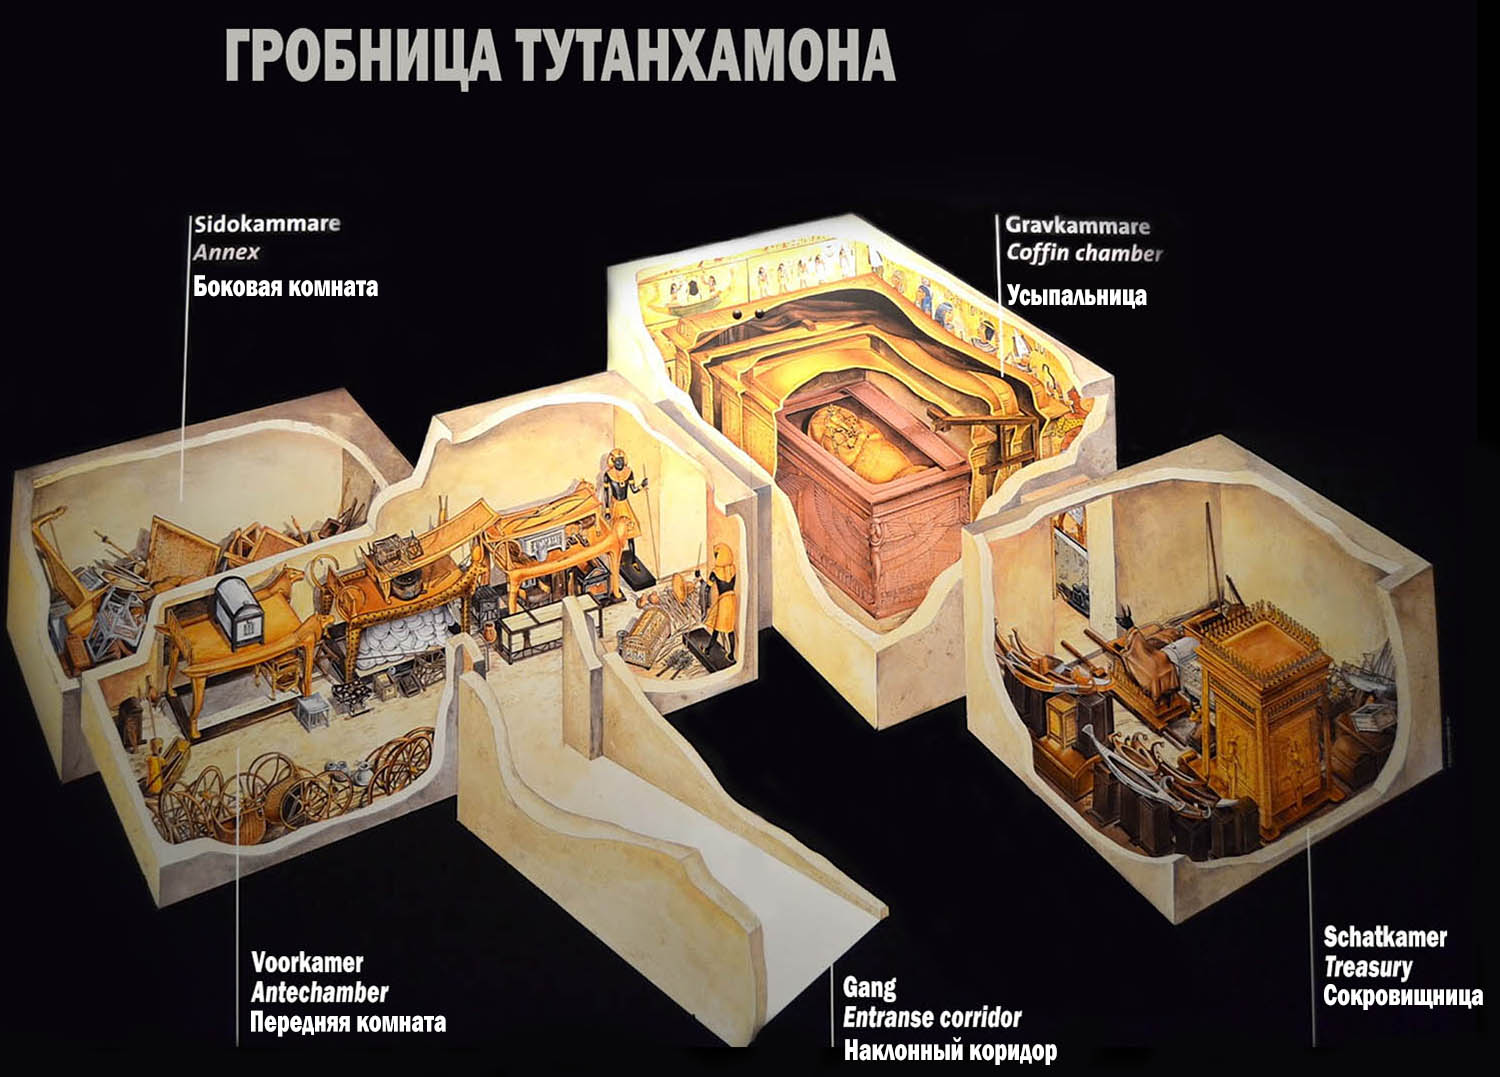 ГРОБНИЦА ТУТАНХАМОНА
Sidokammare
Annex
Боковая комната
Gravkammare
Coffin chamber
Усыпальница
Voorkamer
Antechamber
Передняя комната
Gang
Entranse corridor
Наклонный коридор
Schatkamer
Treasury
Сокровищница